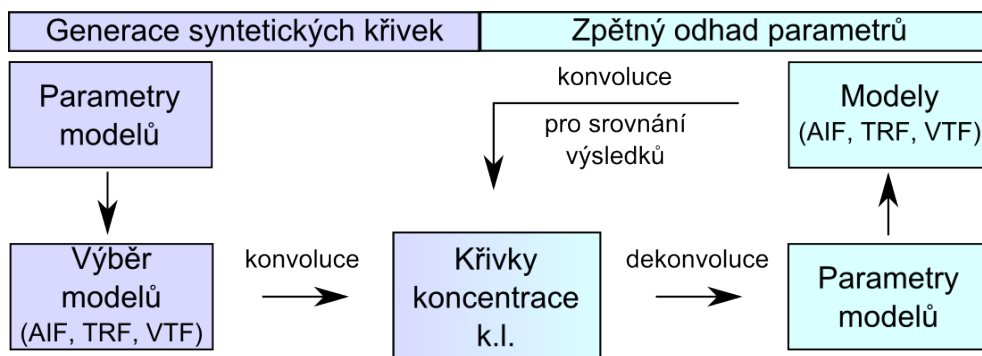 Generace syntetických křivek
Zpětný odhad parametrů
Parametry
modelů
konvoluce
pro srovnání
výsledků
Modely
(AIF, TRF, VTF)
Výběr
modelů
(AIF, TRF, VTF)
konvoluce
Křivky
koncentrace
k.l.
dekonvoluce
Parametry
modelů